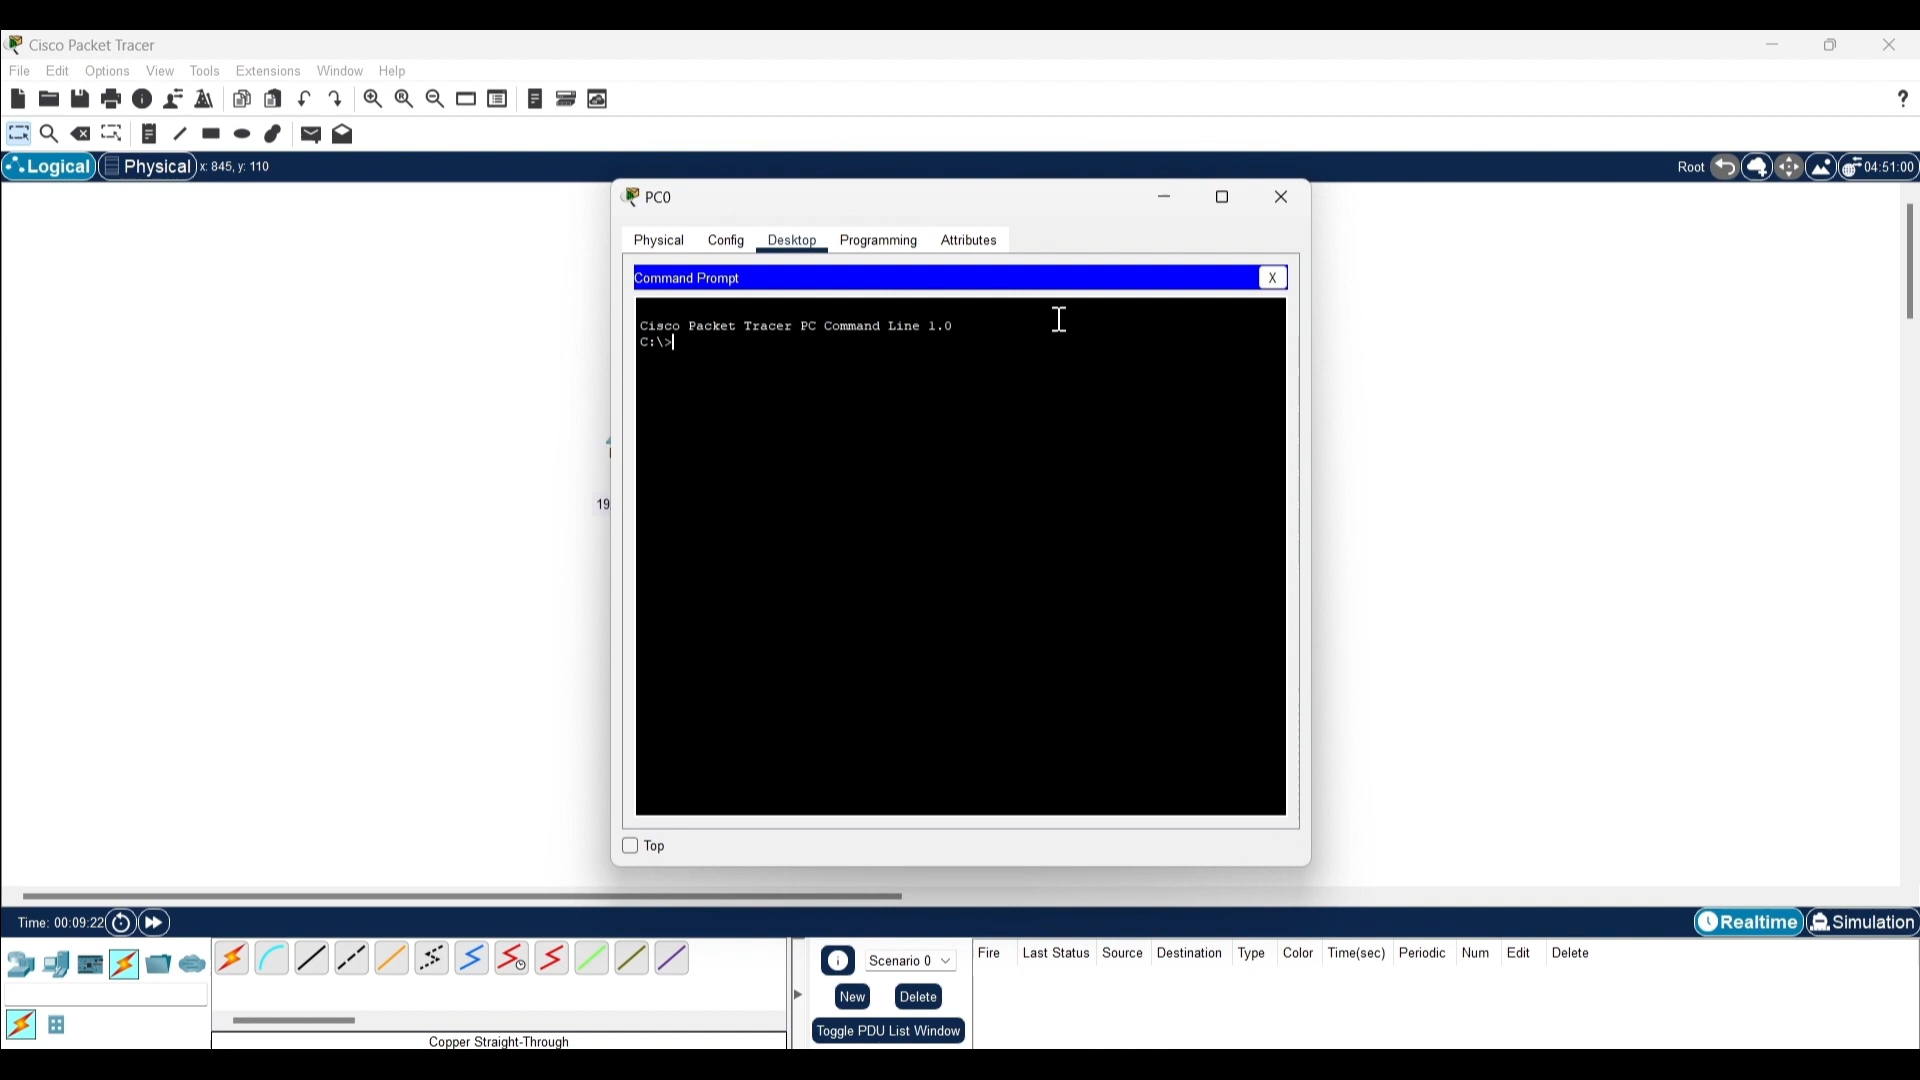 Cisco Packet Tracer
File Edit Options View Tools Extensions Window Help
?
Logical Physical x: 845, y: 110 Root 04:51:00
PC0
Physical Config Desktop Programming Attributes
Command Prompt X
Cisco Packet Tracer PC Command Line 1.0
C:\>
19
Top
Time: 00:09:22 Realtime Simulation
Scenario 0 Fire Last Status Source Destination Type Color Time(sec) Periodic Num Edit Delete
New Delete
Toggle PDU List Window
Copper Straight-Through